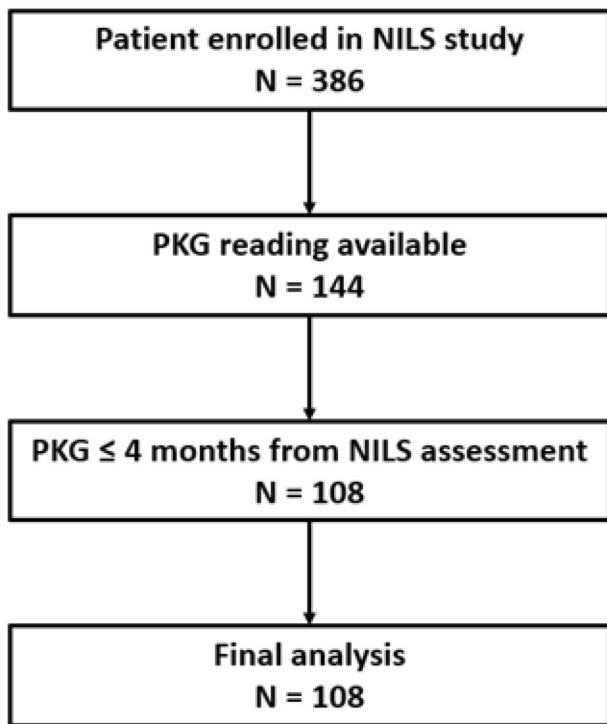 Patient enrolled in NILS study
N = 386
PKG reading available
N = 144
PKG ≤ 4 months from NILS assessment
N = 108
Final analysis
N = 108